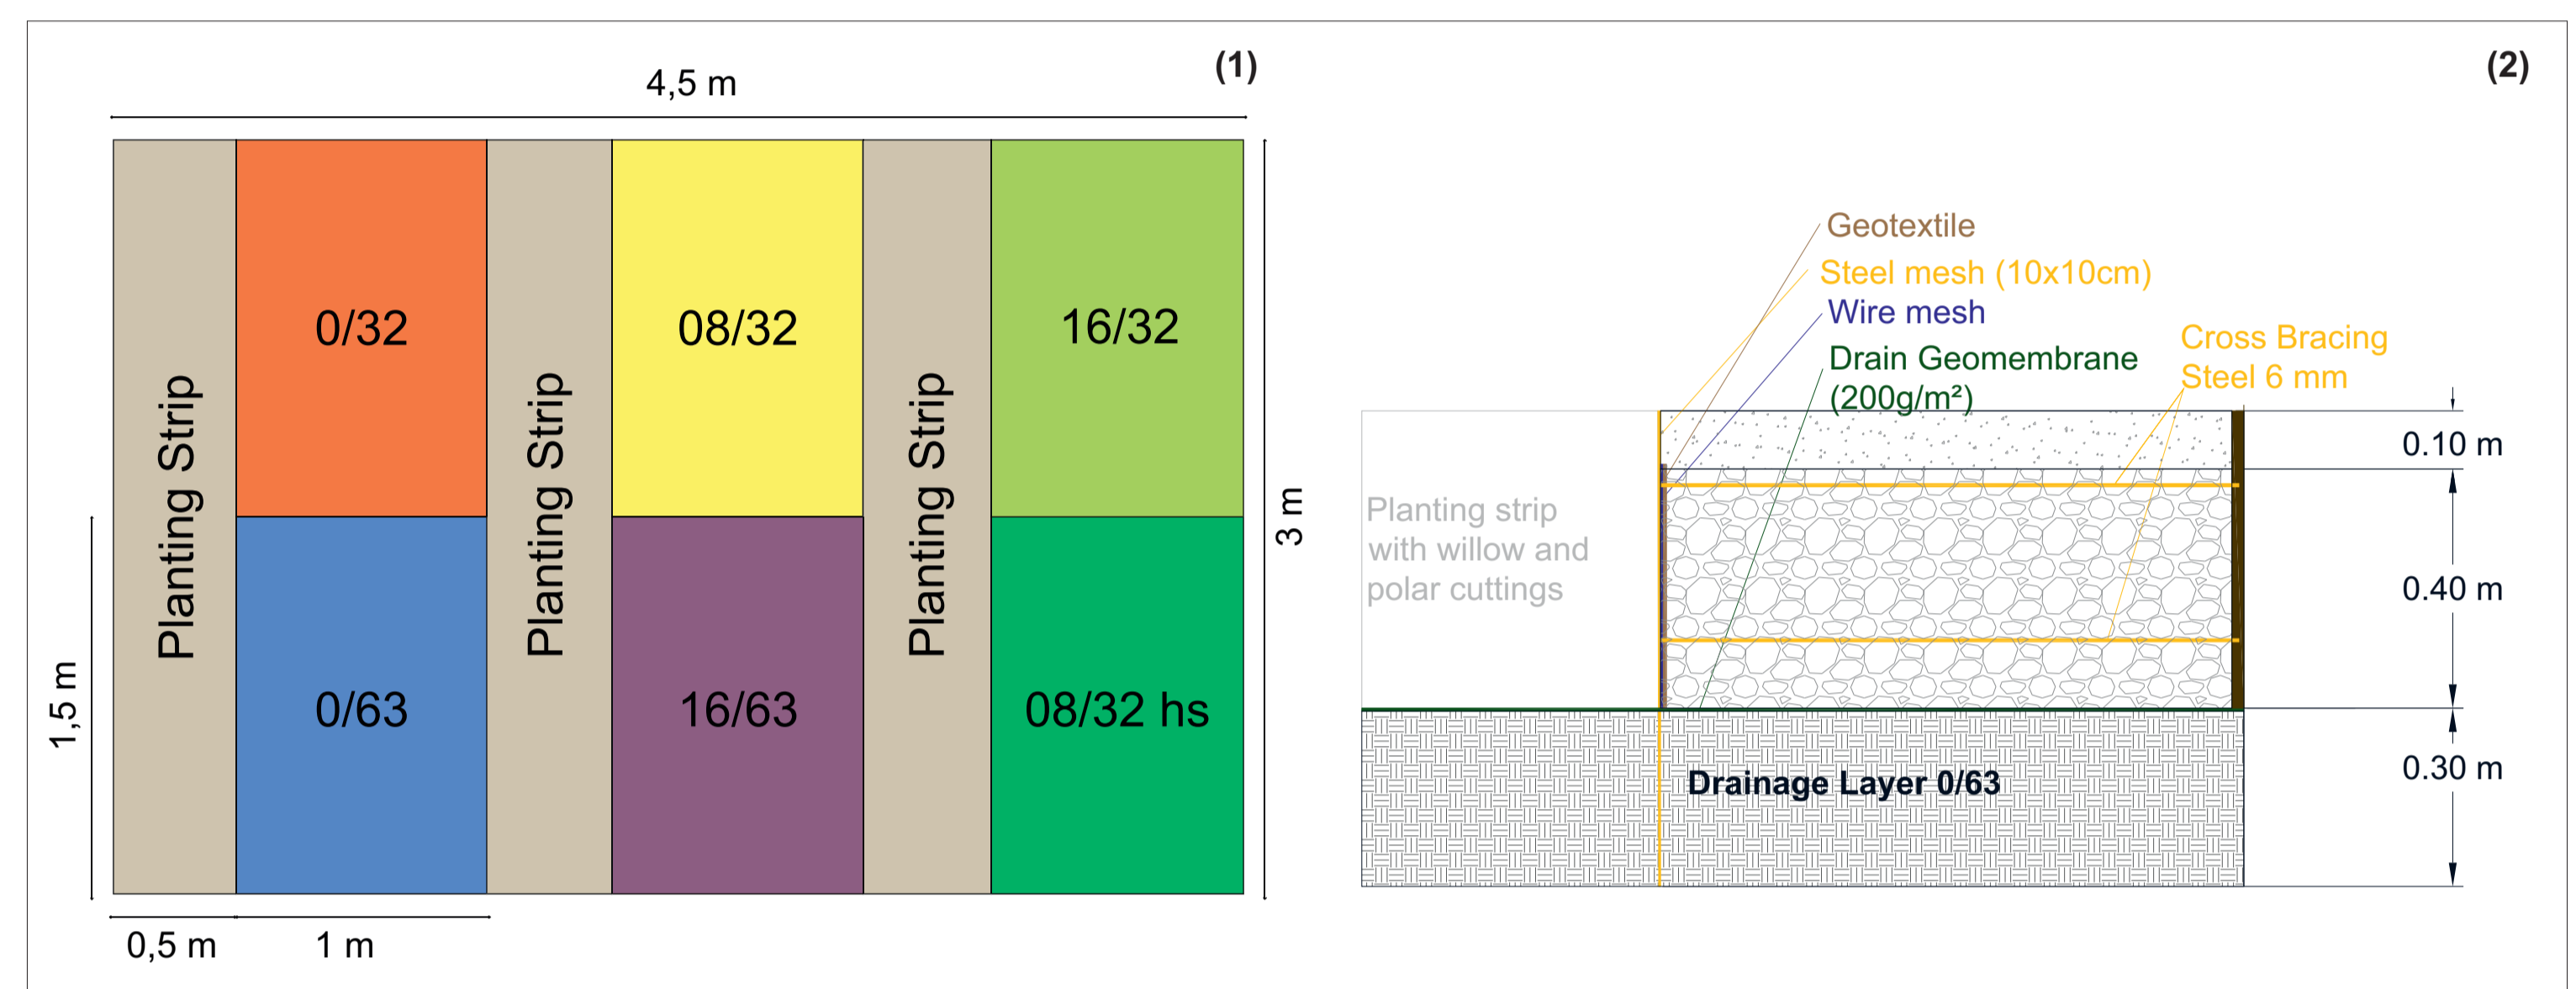 (1)
4,5 m
Planting Strip
0/32
Planting Strip
08/32
Planting Strip
16/32
0/63
16/63
08/32 hs
3 m
1,5 m
0,5 m
1 m
(2)
Geotextile
Steel mesh (10x10cm)
Wire mesh
Drain Geomembrane
(200g/m²)
Cross Bracing
Steel 6 mm
Planting strip
with willow and
polar cuttings
0.10 m
0.40 m
0.30 m
Drainage Layer 0/63